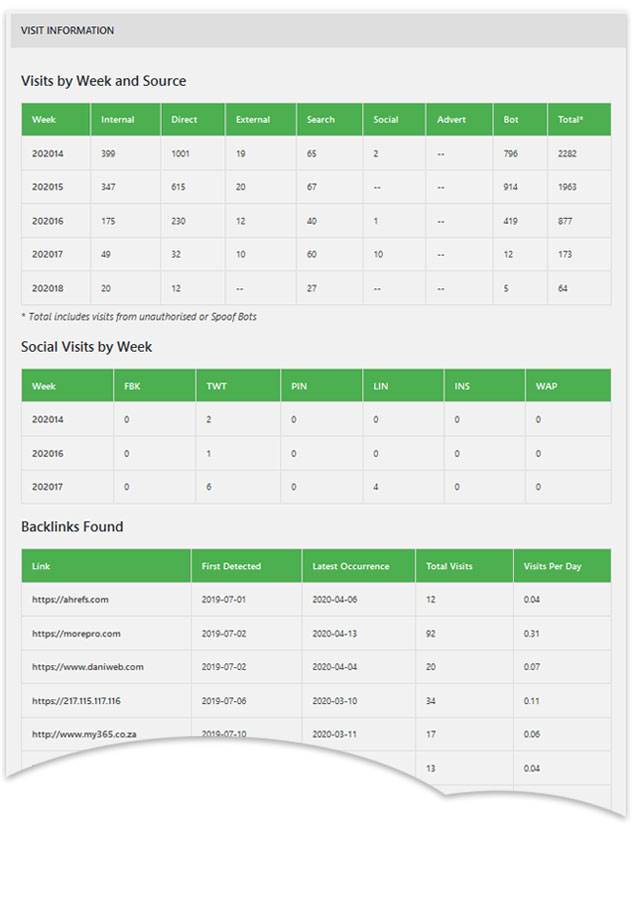 VISIT INFORMATION
Visits by Week and Source
Week Internal Direct External Search Social Advert Bot Total*
202014 399 1001 19 65 2 -- 796 2282
202015 347 615 20 67 -- -- 914 1963
202016 175 230 12 40 1 -- 419 877
202017 49 32 10 60 10 -- 12 173
202018 20 12 -- 27 -- -- 5 64
* Total includes visits from unauthorised or Spoof Bots
Social Visits by Week
Week FBK TWT PIN LIN INS WAP
202014 0 2 0 0 0 0
202016 0 1 0 0 0 0
202017 0 6 0 4 0 0
Backlinks Found
Link First Detected Latest Occurrence Total Visits Visits Per Day
https://ahrefs.com 2019-07-01 2020-04-06 12 0.04
https://morepro.com 2019-07-02 2020-04-13 92 0.31
https://www.daniweb.com 2019-07-02 2020-04-04 20 0.07
https://217.115.117.116 2019-07-06 2020-03-10 34 0.11
http://www.my365.co.za 2019-07-10 2020-03-11 17 0.06
13 0.04